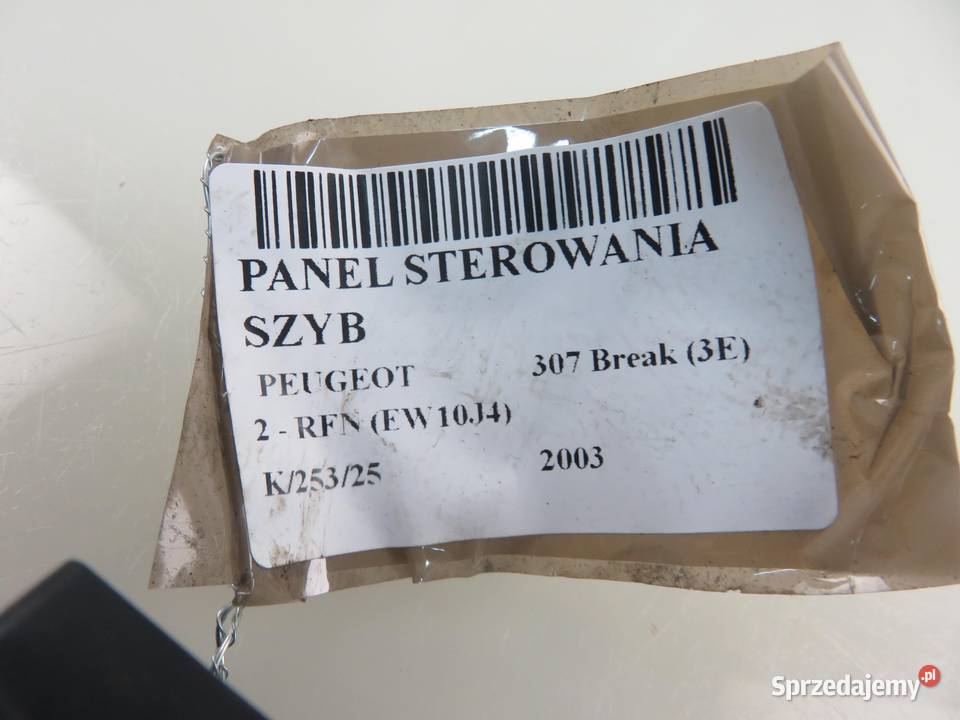 PANEL STEROWANIA
SZYB
PEUGEOT 307 Break (3E)
2 - RFN (EW10J4)
K/253/25 2003
Sprzedajemy.pl